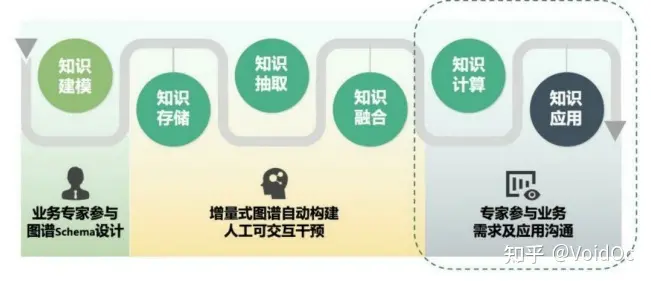 知识
建模
知识
存储
知识
抽取
知识
融合
知识
计算
知识
应用
业务专家参与
图谱Schema设计
增量式图谱自动构建
人工可交互干预
专家参与业务
需求及应用沟通
知乎 @VoidOc